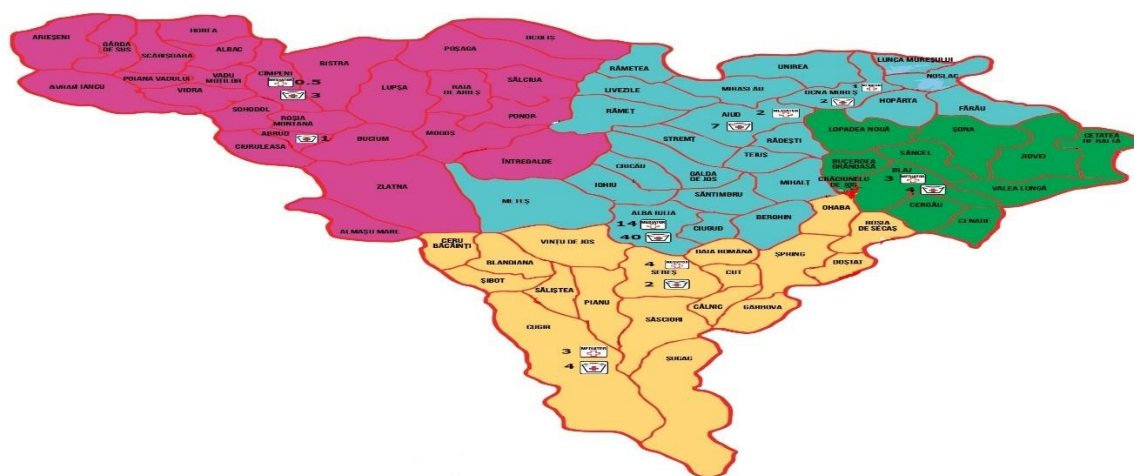 ARIEȘENI
GÂRDA
DE SUS
HOREA
SCĂRIȘOARA
ALBAC
AVRAM IANCU
POIANA VADULUI
VIDRA
VADU
MOȚILOR
CÎMPENI
0.5
3
BISTRA
POȘAGA
OCOLIȘ
LUPȘA
BAIA
DE ARIEȘ
SĂLCIUA
SOHODOL
ROȘIA
MONTANĂ
ABRUD
1
CIURULEASA
BUCIUM
MOGOȘ
PONOR
ÎNTREGALDE
ZLATNA
ALMAȘU MARE
RÂMETEA
LIVEZILE
RÂMEȚ
MIRASLĂU
UNIREA
LUNCA MUREȘULUI
NOSLAC
OCNA MUREȘ
1
2
HOPÂRTA
FĂRĂU
AIUD
2
7
STREMȚ
RĂDEȘTI
TEIUȘ
CRICĂU
GALDA
DE JOS
IGHIU
SÂNTIMBRU
MIHALȚ
METEȘ
ALBA IULIA
14
40
CIUGUD
BERGHIN
LOPADEA NOUĂ
ȘONA
CETATEA
DE BALTĂ
SÂNCEL
JIDVEI
BUCERDEA
GRÂNOASĂ
BLAJ
3
4
CRĂCIUNELU
DE JOS
VALEA LUNGĂ
CERGĂU
CENADE
OHABA
ROȘIA
DE SECAȘ
CERU
BĂCĂINȚI
VINȚU DE JOS
DAIA ROMÂNĂ
ȘPRING
BLANDIANA
ȘIBOT
SĂLIȘTEA
PIANU
SEBEȘ
4
2
CUT
DOȘTAT
CÂLNIC
GARBOVA
SĂSCIORI
CUGIR
3
4
ȘUGAG